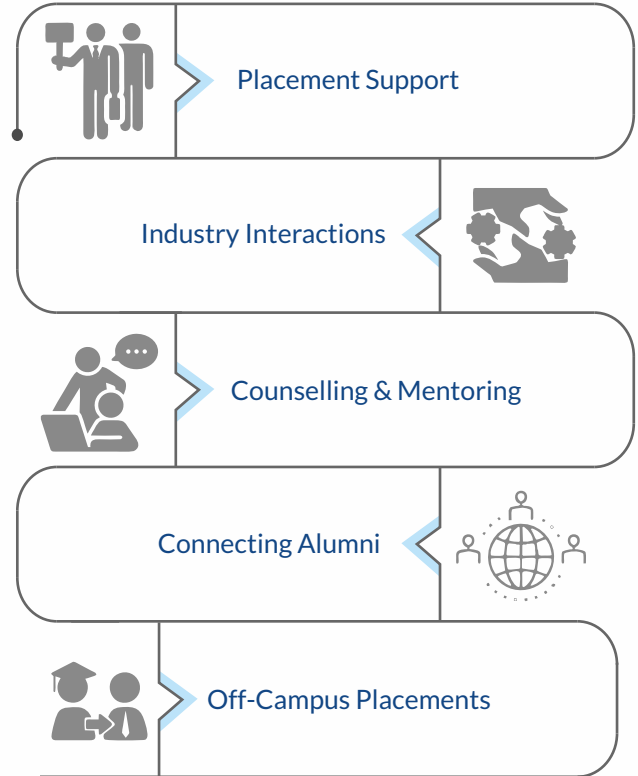 Placement Support
Industry Interactions
Counselling & Mentoring
Connecting Alumni
Off-Campus Placements